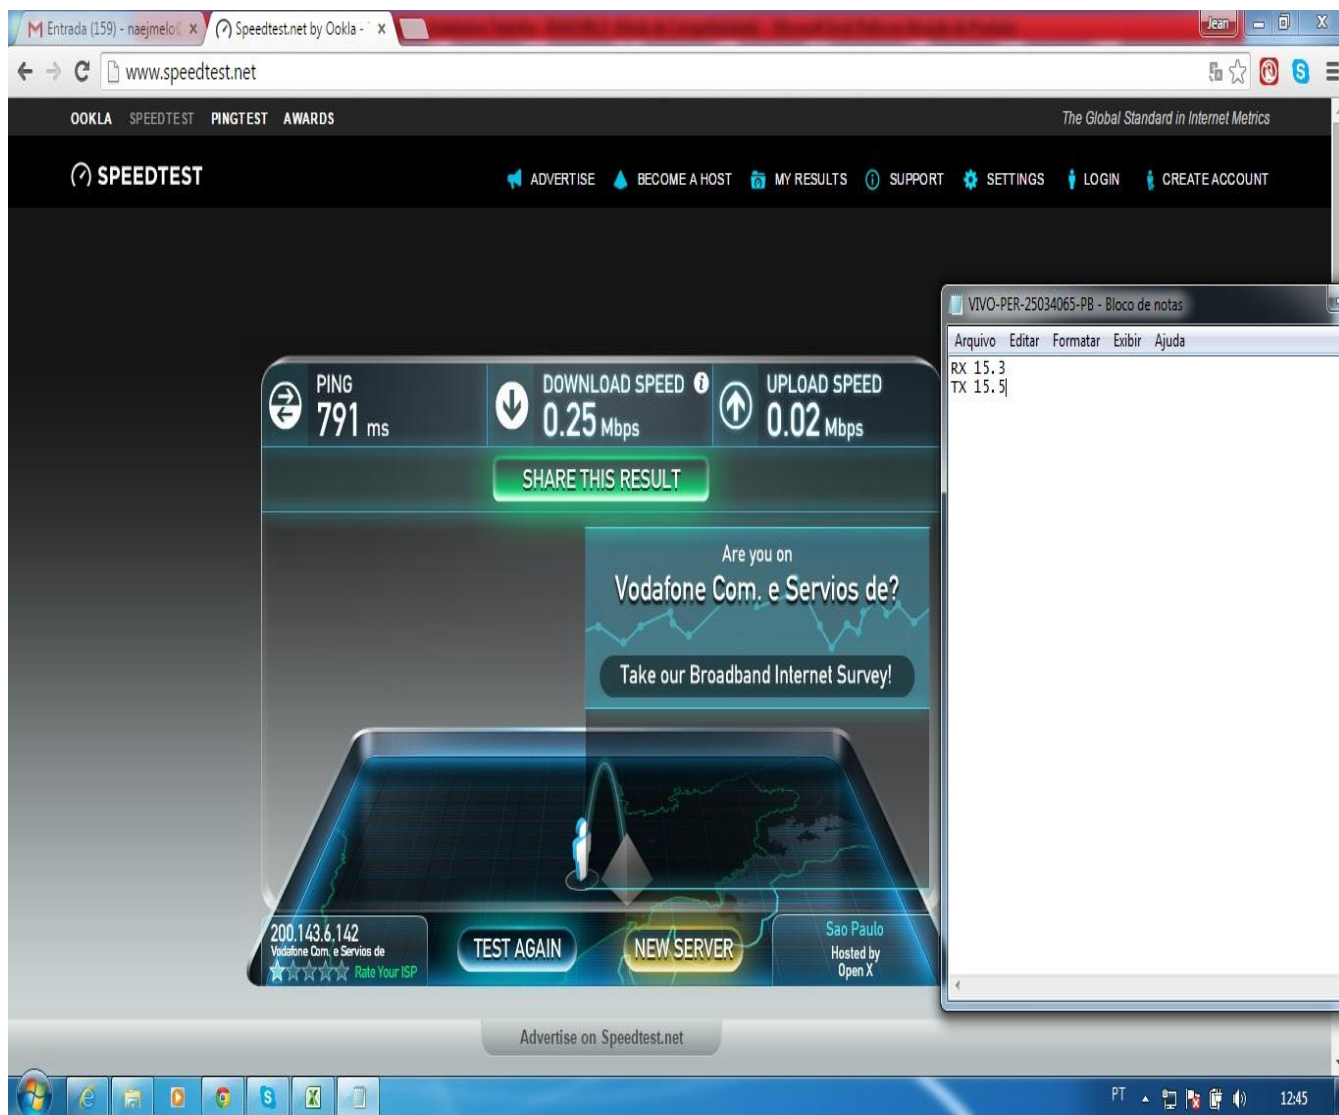 Entrada (159) - naejmelo
Speedtest.net by Ookla -
Jean
www.speedtest.net
OOKLA SPEEDTEST PINGTEST AWARDS
The Global Standard in Internet Metrics
SPEEDTEST
ADVERTISE BECOME A HOST MY RESULTS SUPPORT SETTINGS LOGIN CREATE ACCOUNT
VIVO-PER-25034065-PB - Bloco de notas
Arquivo Editar Formatar Exibir Ajuda
RX 15.3
TX 15.5
PING
791 ms
DOWNLOAD SPEED
0.25 Mbps
UPLOAD SPEED
0.02 Mbps
SHARE THIS RESULT
Are you on
Vodafone Com. e Servios de?
Take our Broadband Internet Survey!
200.143.6.142
Vodafone Com. e Servios de
Rate Your ISP
TEST AGAIN
NEW SERVER
Sao Paulo
Hosted by
Open X
Advertise on Speedtest.net
PT
12:45